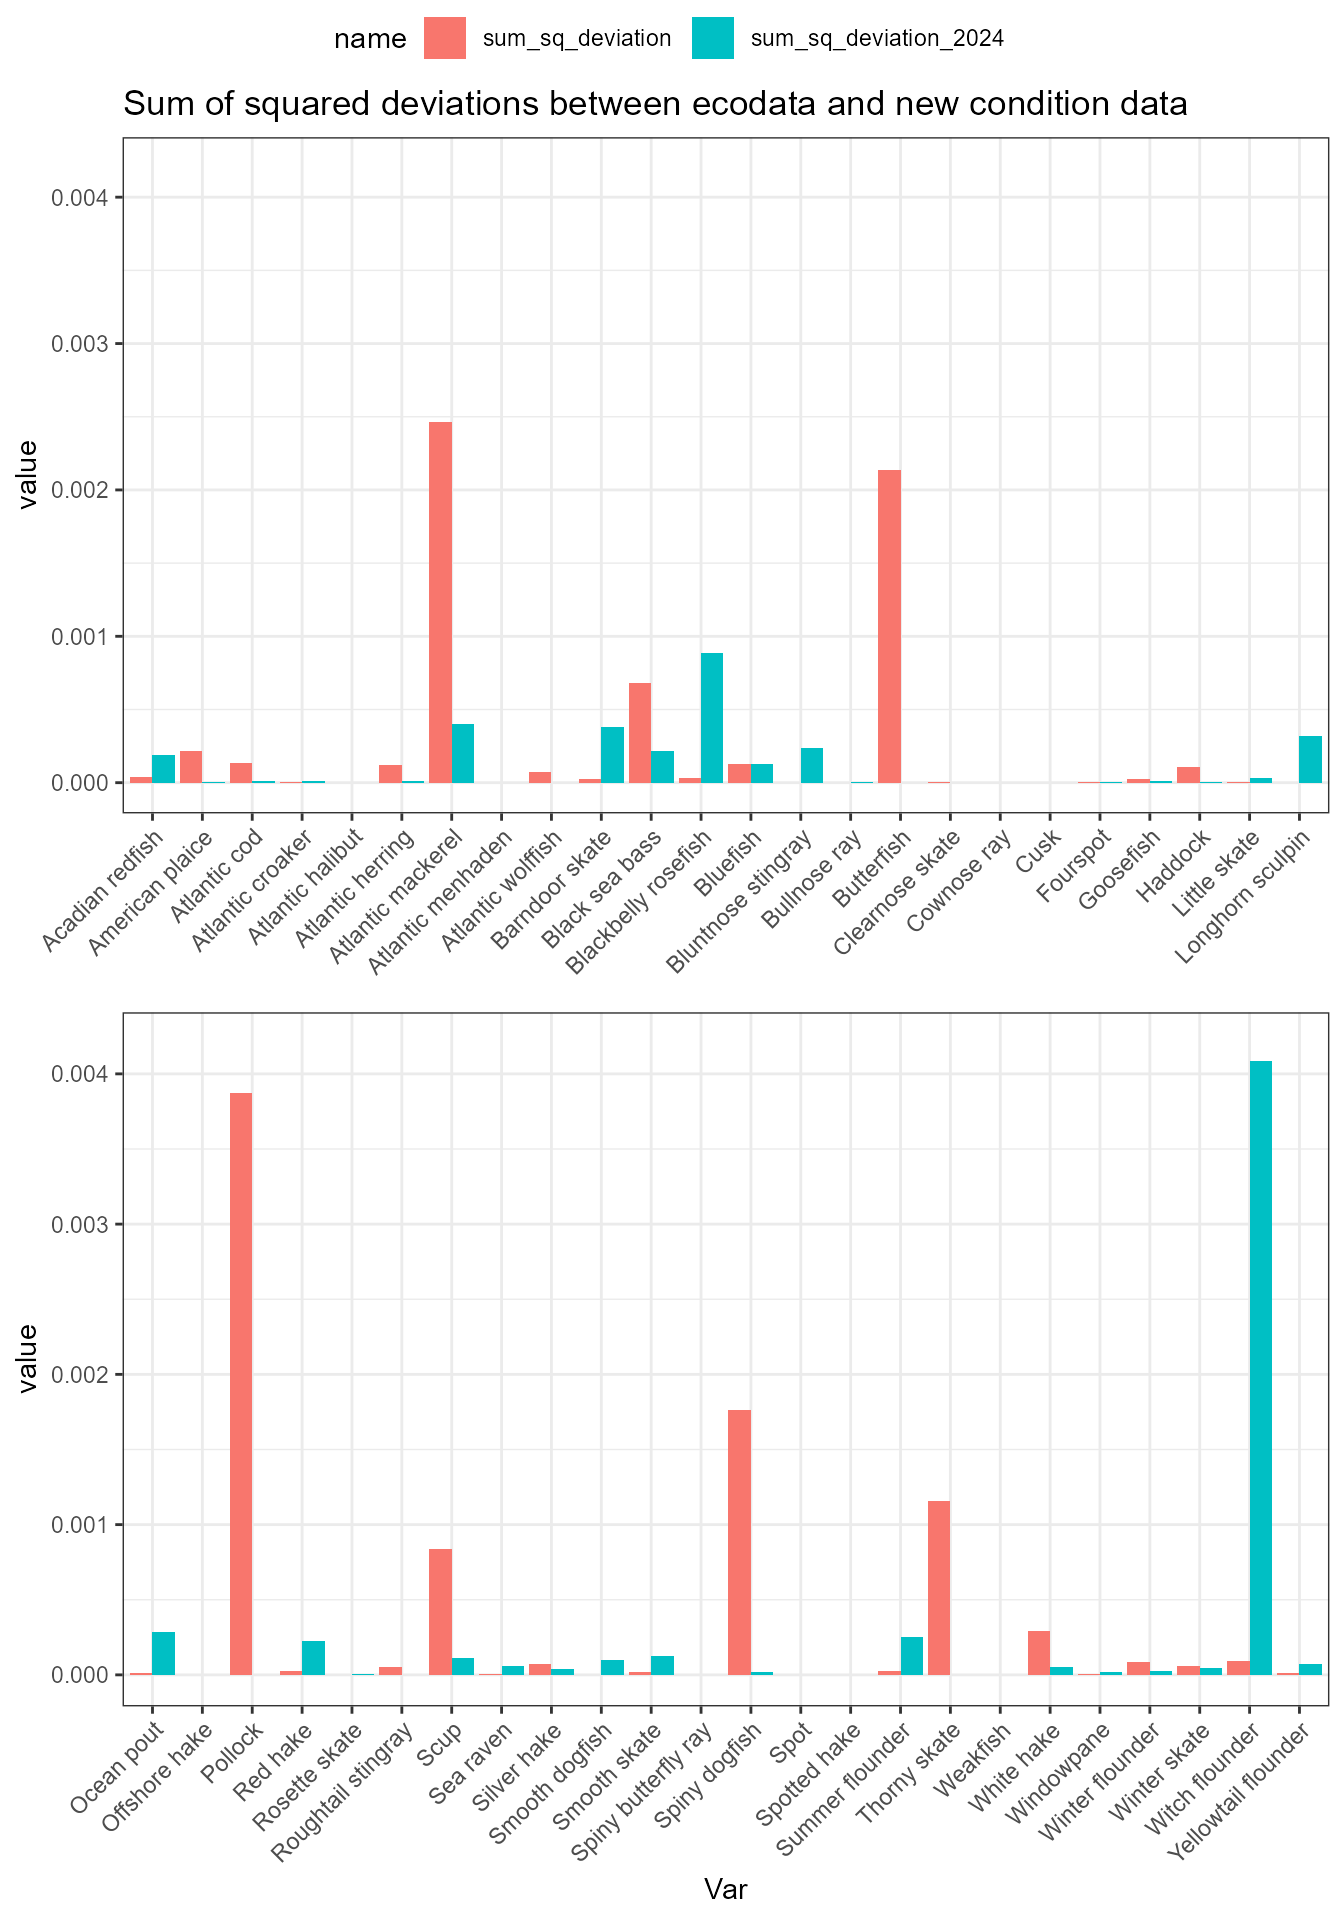 name sum_sq_deviation sum_sq_deviation_2024
Sum of squared deviations between ecodata and new condition data
value
0.004
0.003
0.002
0.001
0.000
Acadian redfish
American plaice
Atlantic cod
Atlantic croaker
Atlantic halibut
Atlantic herring
Atlantic mackerel
Atlantic menhaden
Atlantic wolffish
Barndoor skate
Black sea bass
Blackbelly rosefish
Bluefish
Bluntnose stingray
Bullnose ray
Butterfish
Clearnose skate
Cownose ray
Cusk
Fourspot
Goosefish
Haddock
Little skate
Longhorn sculpin
value
0.004
0.003
0.002
0.001
0.000
Ocean pout
Offshore hake
Pollock
Red hake
Rosette skate
Roughtail stingray
Scup
Sea raven
Silver hake
Smooth dogfish
Smooth skate
Spiny butterfly ray
Spiny dogfish
Spot
Spotted hake
Summer flounder
Thorny skate
Weakfish
White hake
Windowpane
Winter flounder
Winter skate
Witch flounder
Yellowtail flounder
Var